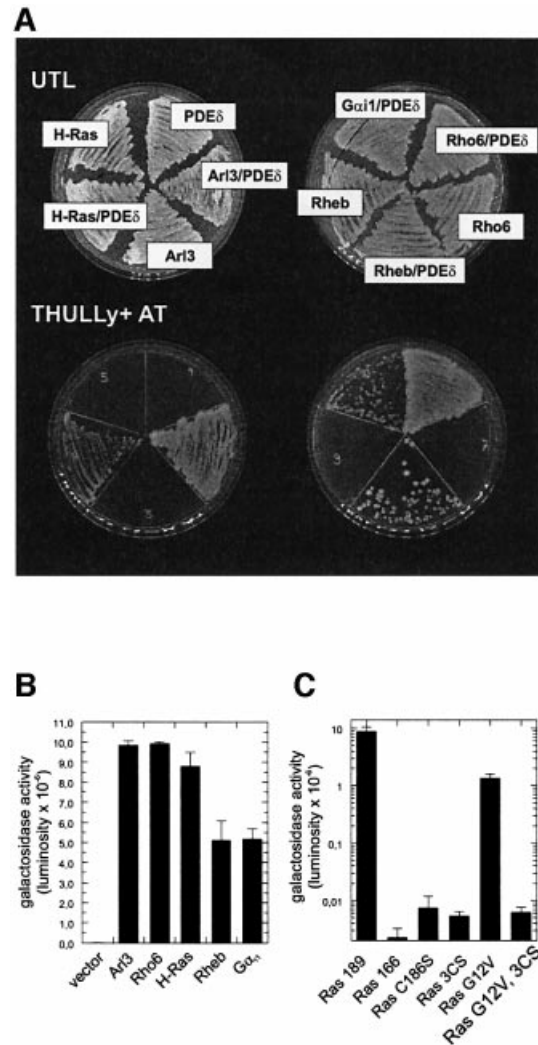 A
UTL
H-Ras
PDEδ
Arl3/PDEδ
H-Ras/PDEδ
Arl3
Gαi1/PDEδ
Rho6/PDEδ
Rheb
Rho6
Rheb/PDEδ
THULLy+ AT
5
1
3
9
7
B
galactosidase activity
(luminosity x 10⁻⁶)
11,0
10,0
9,0
8,0
7,0
6,0
5,0
4,0
3,0
2,0
1,0
0,0
vector
Arl3
Rho6
H-Ras
Rheb
Gαi1
C
galactosidase activity
(luminosity x 10⁻⁶)
10
1
0,1
0,01
Ras 189
Ras 166
Ras C186S
Ras 3CS
Ras G12V
Ras G12V, 3CS